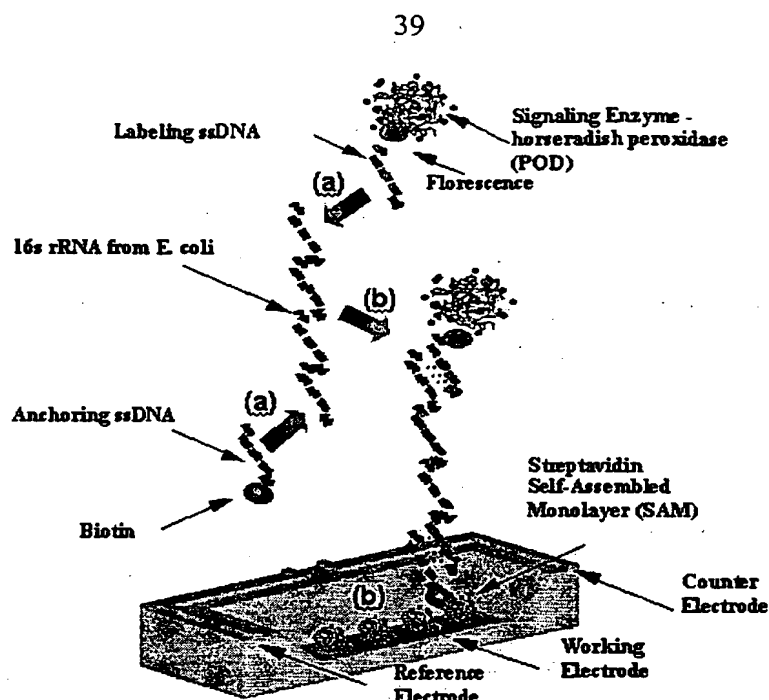 39
Labeling ssDNA
Signaling Enzyme -
horseradish peroxidase
(POD)
Florescence
(a)
16s rRNA from E. coli
(b)
(a)
Anchoring ssDNA
Biotin
Streptavidin
Self-Assembled
Monolayer (SAM)
(b)
Counter
Electrode
Working
Electrode
Reference
Electrode